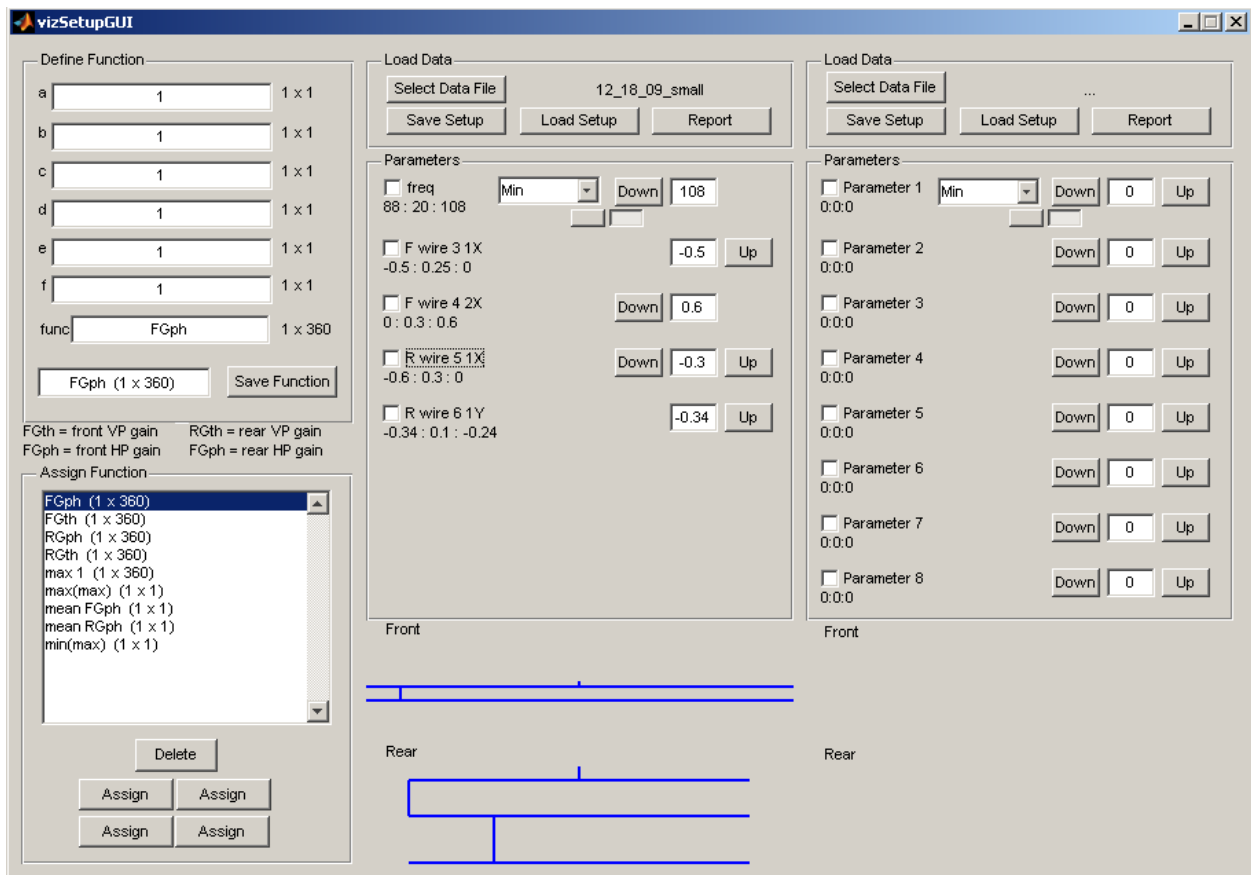 vizSetupGUI
Define Function
a 1 1 x 1
b 1 1 x 1
c 1 1 x 1
d 1 1 x 1
e 1 1 x 1
f 1 1 x 1
func FGph 1 x 360
FGph (1 x 360) Save Function
FGth = front VP gain RGth = rear VP gain
FGph = front HP gain FGph = rear HP gain
Assign Function
FGph (1 x 360)
FGth (1 x 360)
RGph (1 x 360)
RGth (1 x 360)
max 1 (1 x 360)
max(max) (1 x 1)
mean FGph (1 x 1)
mean RGph (1 x 1)
min(max) (1 x 1)
Delete
Assign Assign
Assign Assign
Load Data
Select Data File 12_18_09_small
Save Setup Load Setup Report
Parameters
freq Min Down 108
88 : 20 : 108
F wire 3 1X -0.5 Up
-0.5 : 0.25 : 0
F wire 4 2X Down 0.6
0 : 0.3 : 0.6
R wire 5 1X Down -0.3 Up
-0.6 : 0.3 : 0
R wire 6 1Y -0.34 Up
-0.34 : 0.1 : -0.24
Front
Rear
Load Data
Select Data File ...
Save Setup Load Setup Report
Parameters
Parameter 1 Min Down 0 Up
0:0:0
Parameter 2 Down 0 Up
0:0:0
Parameter 3 Down 0 Up
0:0:0
Parameter 4 Down 0 Up
0:0:0
Parameter 5 Down 0 Up
0:0:0
Parameter 6 Down 0 Up
0:0:0
Parameter 7 Down 0 Up
0:0:0
Parameter 8 Down 0 Up
0:0:0
Front
Rear